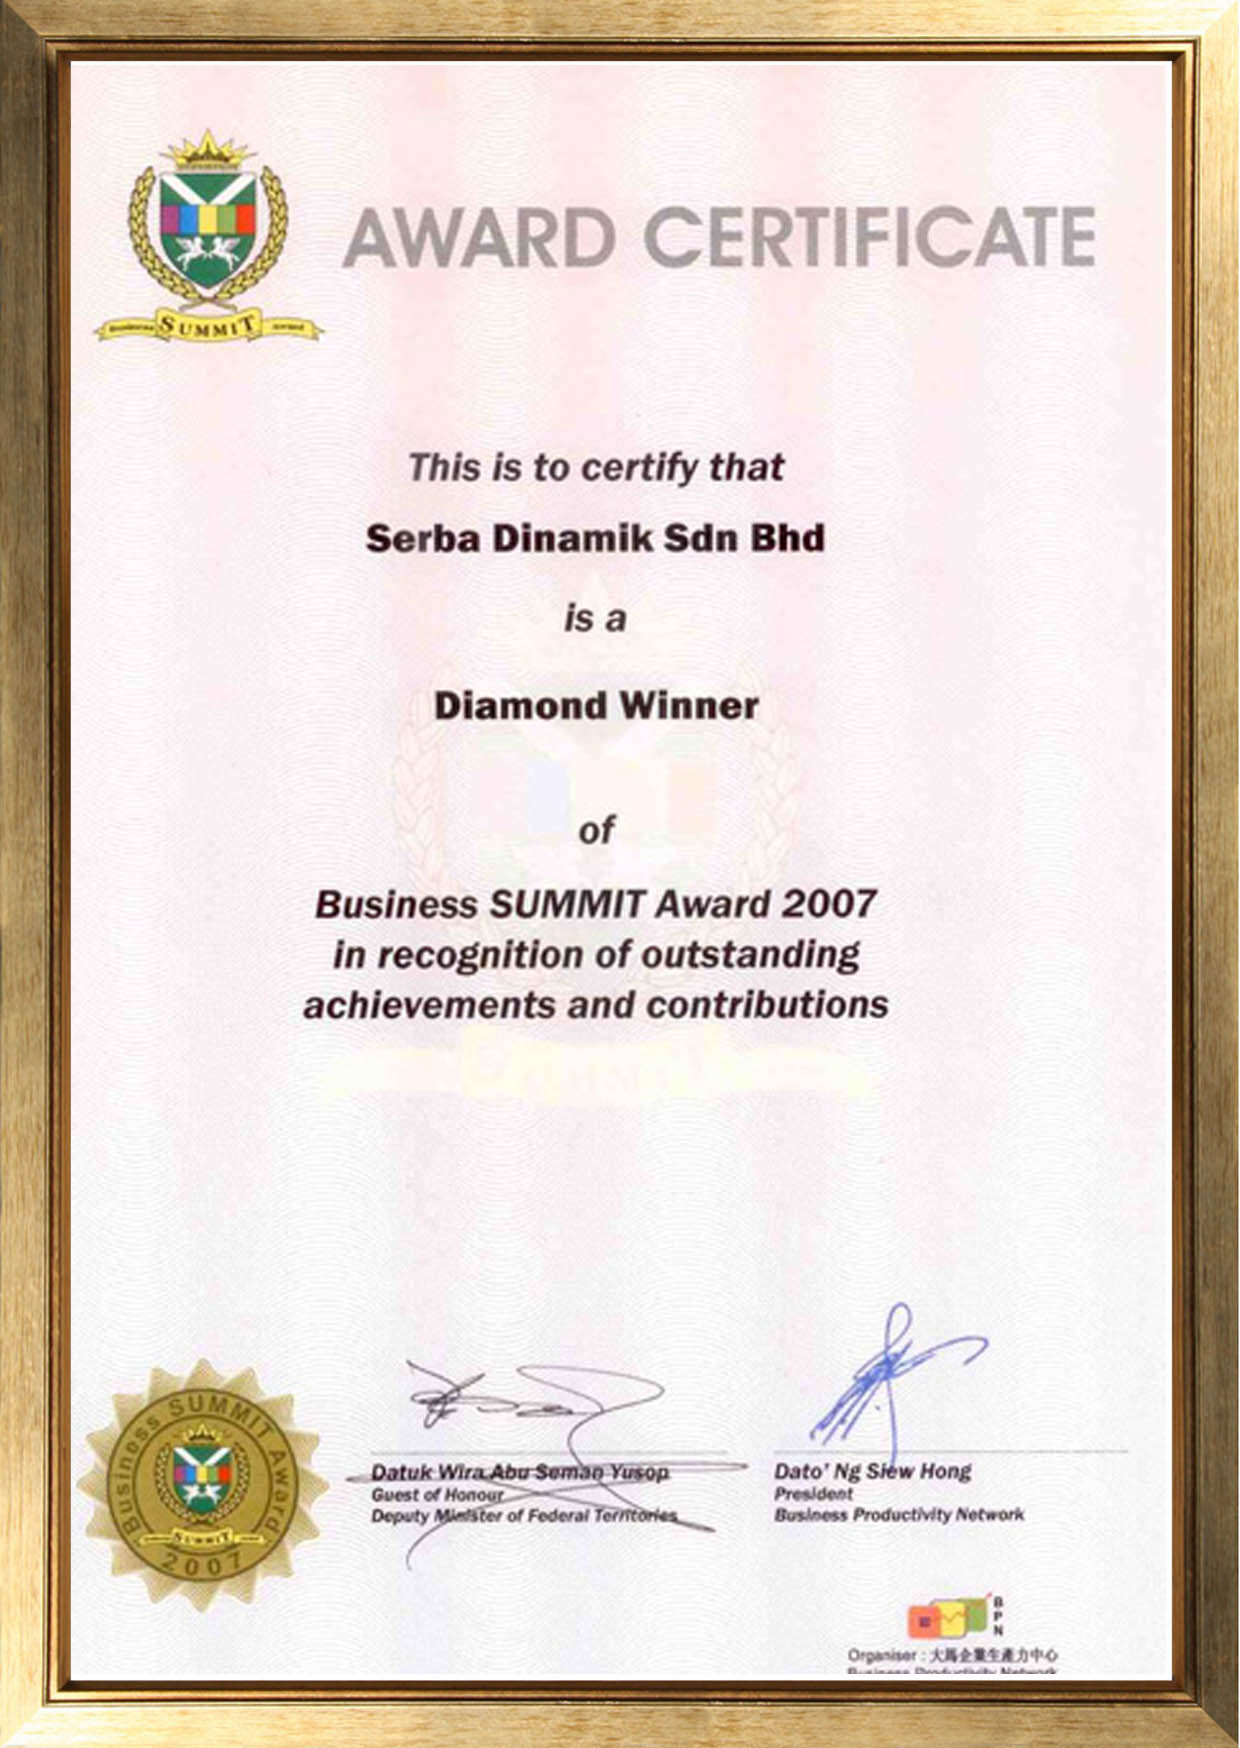 AWARD CERTIFICATE
Business SUMMIT Award
This is to certify that
Serba Dinamik Sdn Bhd
is a
Diamond Winner
of
Business SUMMIT Award 2007
in recognition of outstanding
achievements and contributions
Business SUMMIT Award
SUMMIT
2007
Datuk Wira Abu Seman Yusop
Guest of Honour
Deputy Minister of Federal Territories
Dato' Ng Siew Hong
President
Business Productivity Network
BPN
Organiser : 大馬企業生產力中心
Business Productivity Network